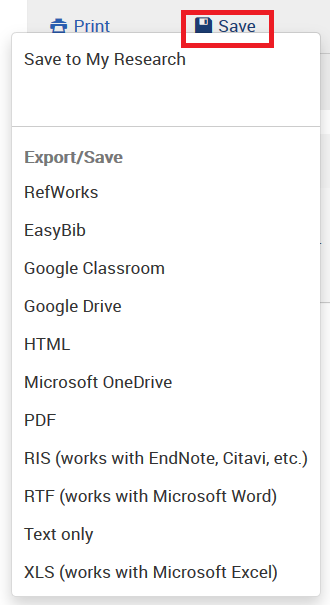 Print Save
Save to My Research
Export/Save
RefWorks
EasyBib
Google Classroom
Google Drive
HTML
Microsoft OneDrive
PDF
RIS (works with EndNote, Citavi, etc.)
RTF (works with Microsoft Word)
Text only
XLS (works with Microsoft Excel)